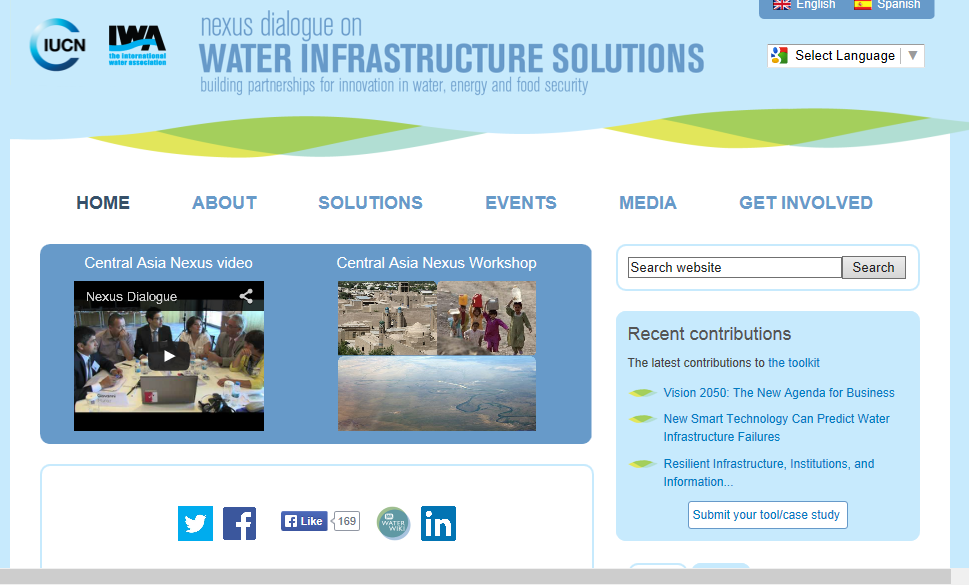 English
Spanish
IUCN
IWA
the international
water association
nexus dialogue on
WATER INFRASTRUCTURE SOLUTIONS
building partnerships for innovation in water, energy and food security
Select Language ▼
HOME
ABOUT
SOLUTIONS
EVENTS
MEDIA
GET INVOLVED
Central Asia Nexus video
Central Asia Nexus Workshop
Nexus Dialogue
Search website
Search
Recent contributions
The latest contributions to the toolkit
Vision 2050: The New Agenda for Business
New Smart Technology Can Predict Water
Infrastructure Failures
Resilient Infrastructure, Institutions, and
Information...
Submit your tool/case study
Like
169
WATER
WIKI
in